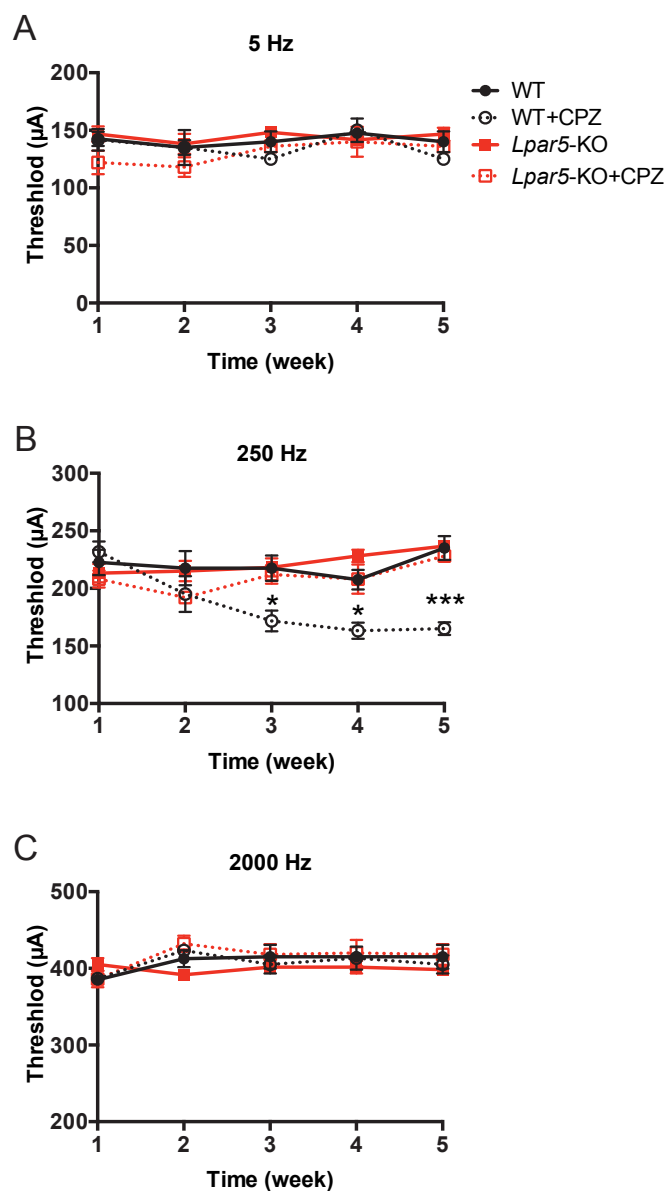 A
5 Hz
200
150
100
50
0
Threshlod (µA)
1 2 3 4 5
Time (week)
WT
WT+CPZ
Lpar5-KO
Lpar5-KO+CPZ
B
250 Hz
300
250
200
150
100
Threshlod (µA)
* * ***
1 2 3 4 5
Time (week)
C
2000 Hz
500
400
300
200
Threshlod (µA)
1 2 3 4 5
Time (week)